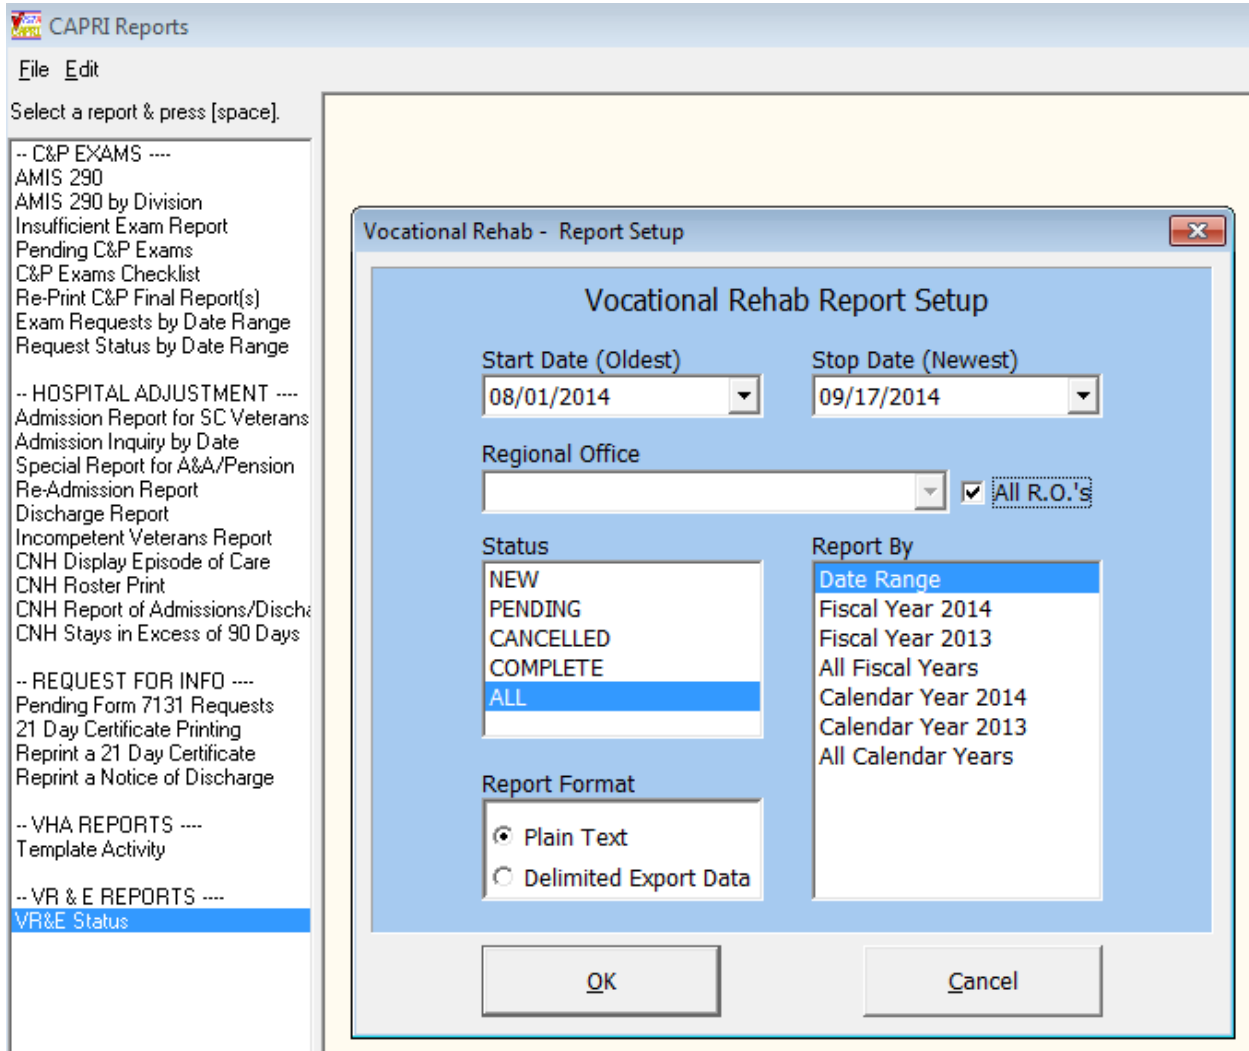 CAPRI Reports
File Edit
Select a report & press [space].
-- C&P EXAMS ----
AMIS 290
AMIS 290 by Division
Insufficient Exam Report
Pending C&P Exams
C&P Exams Checklist
Re-Print C&P Final Report(s)
Exam Requests by Date Range
Request Status by Date Range
-- HOSPITAL ADJUSTMENT ----
Admission Report for SC Veterans
Admission Inquiry by Date
Special Report for A&A/Pension
Re-Admission Report
Discharge Report
Incompetent Veterans Report
CNH Display Episode of Care
CNH Roster Print
CNH Report of Admissions/Discha
CNH Stays in Excess of 90 Days
-- REQUEST FOR INFO ----
Pending Form 7131 Requests
21 Day Certificate Printing
Reprint a 21 Day Certificate
Reprint a Notice of Discharge
-- VHA REPORTS ----
Template Activity
-- VR & E REPORTS ----
VR&E Status
Vocational Rehab - Report Setup
Vocational Rehab Report Setup
Start Date (Oldest) Stop Date (Newest)
08/01/2014 09/17/2014
Regional Office
All R.O.'s
Status
NEW
PENDING
CANCELLED
COMPLETE
ALL
Report By
Date Range
Fiscal Year 2014
Fiscal Year 2013
All Fiscal Years
Calendar Year 2014
Calendar Year 2013
All Calendar Years
Report Format
Plain Text
Delimited Export Data
OK Cancel